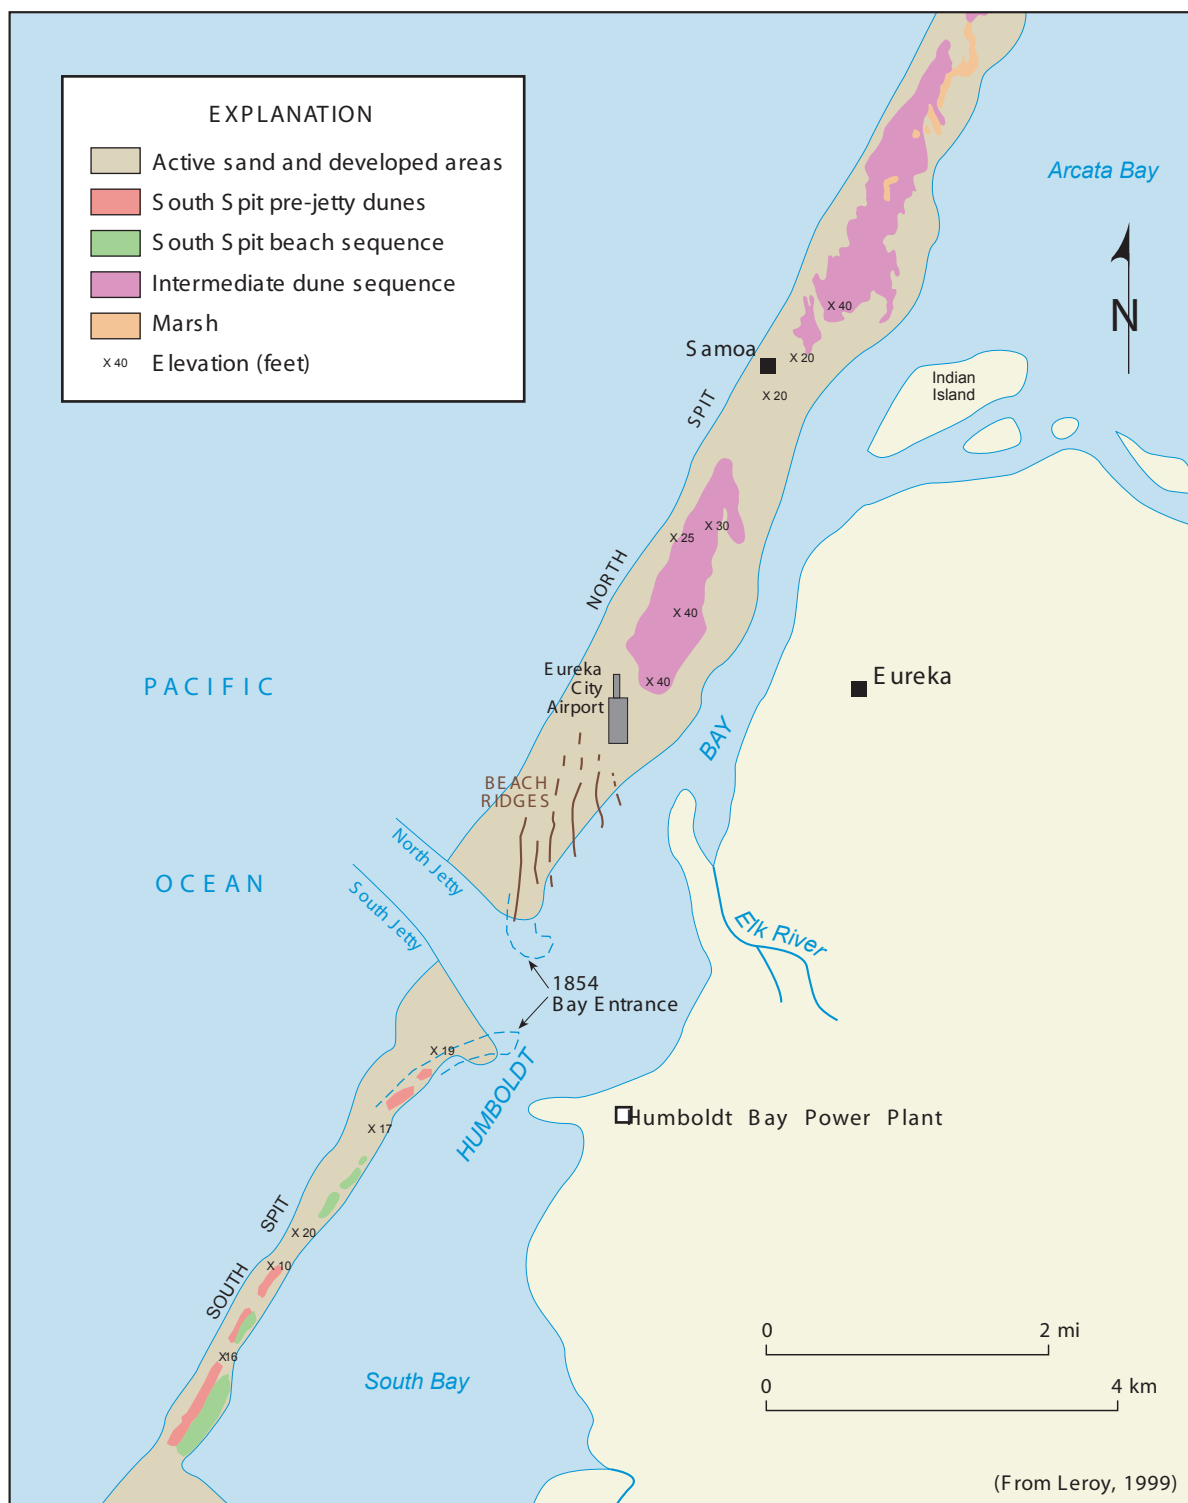 EXPLANATION
Active sand and developed areas
South Spit pre-jetty dunes
South Spit beach sequence
Intermediate dune sequence
Marsh
X 40 Elevation (feet)
Arcata Bay
N
X 40
Samoa
X 20
X 20
Indian
Island
SPIT
NORTH
X 30
X 25
X 40
X 40
Eureka
City
Airport
Eureka
PACIFIC
OCEAN
BAY
BEACH
RIDGES
North Jetty
South Jetty
Elk River
1854
Bay Entrance
HUMBOLDT
X 19
Humboldt Bay Power Plant
X 17
SPIT
SOUTH
X 20
X 10
X16
South Bay
0 2 mi
0 4 km
(From Leroy, 1999)